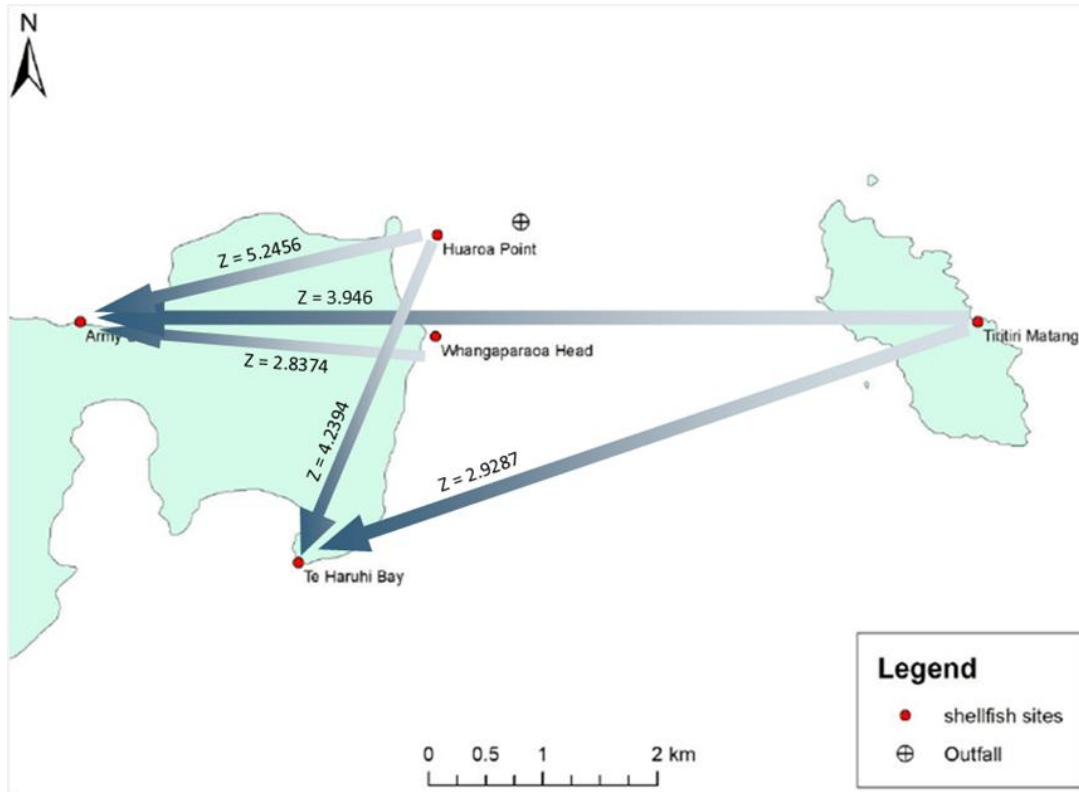 N
Huaroa Point
Z = 5.2456
Z = 3.946
Army
Tiritiri Matang
Whangaparaoa Head
Z = 2.8374
Z = 4.2394
Z = 2.9287
Te Haruhi Bay
Legend
shellfish sites
Outfall
0 0.5 1 2 km